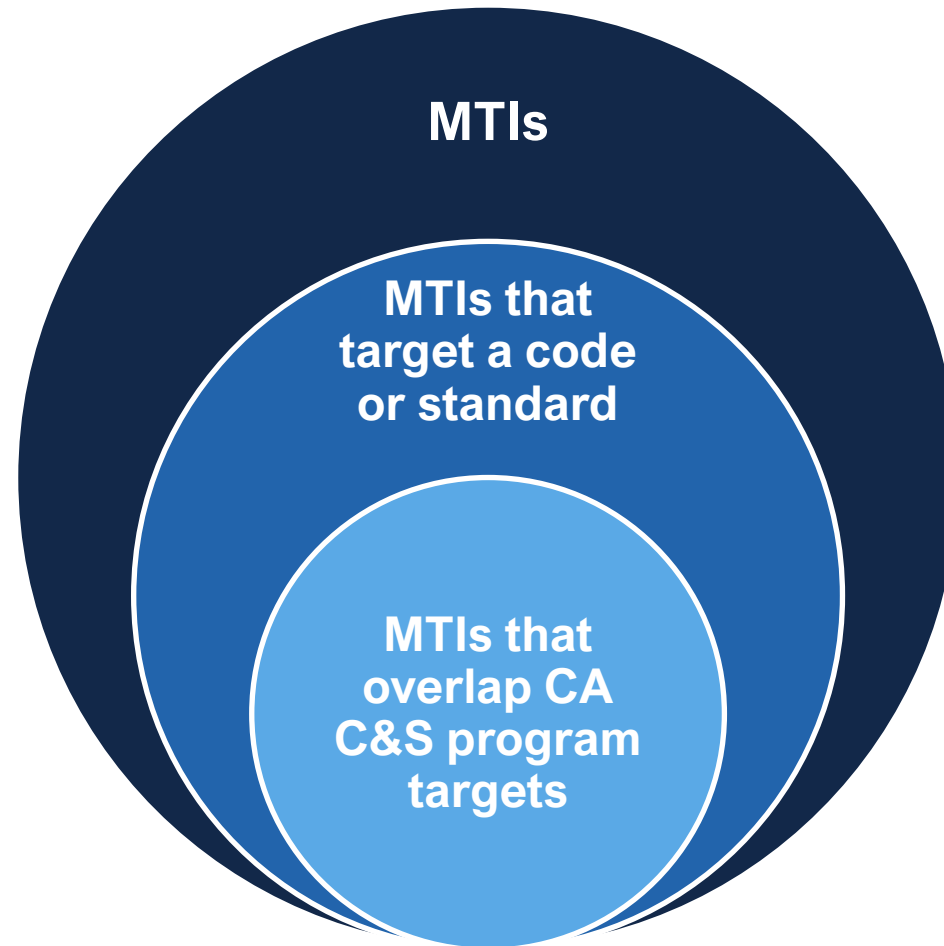 MTIs
MTIs that
target a code
or standard
MTIs that
overlap CA
C&S program
targets